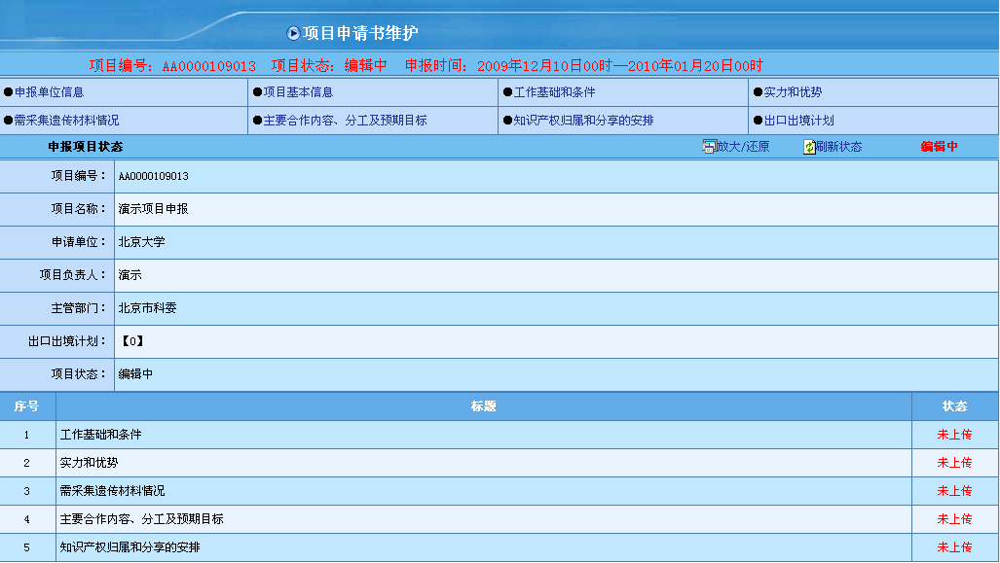 项目申请书维护
项目编号：AA0000109013 项目状态：编辑中 申报时间：2009年12月10日00时—2010年01月20日00时
●申报单位信息 ●项目基本信息 ●工作基础和条件 ●实力和优势
●需采集遗传材料情况 ●主要合作内容、分工及预期目标 ●知识产权归属和分享的安排 ●出口出境计划
申报项目状态 放大/还原 刷新状态 编辑中
项目编号： AA0000109013
项目名称： 演示项目申报
申请单位： 北京大学
项目负责人： 演示
主管部门： 北京市科委
出口出境计划： 【0】
项目状态： 编辑中
序号 标题 状态
1 工作基础和条件 未上传
2 实力和优势 未上传
3 需采集遗传材料情况 未上传
4 主要合作内容、分工及预期目标 未上传
5 知识产权归属和分享的安排 未上传